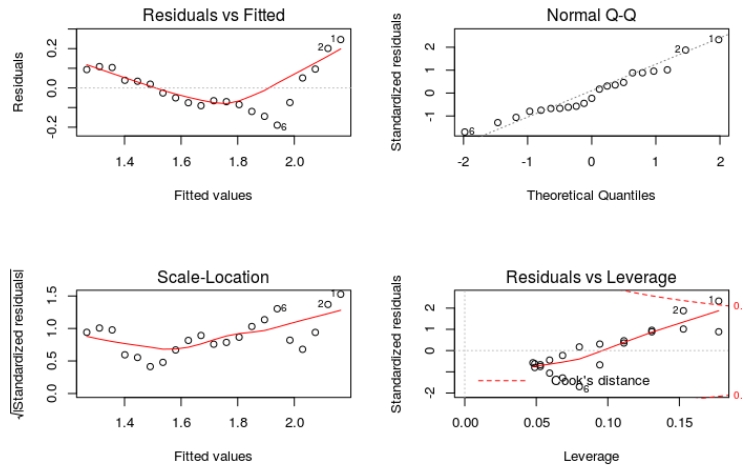 Residuals vs Fitted
Residuals
-0.2 0.0 0.2
1.4 1.6 1.8 2.0
Fitted values
1
2
6
Normal Q-Q
Standardized residuals
-1 0 1 2
-2 -1 0 1 2
Theoretical Quantiles
1
2
6
Scale-Location
√|Standardized residuals|
0.0 0.5 1.0 1.5
1.4 1.6 1.8 2.0
Fitted values
1
2
6
Residuals vs Leverage
Standardized residuals
-2 0 1 2
0.00 0.05 0.10 0.15
Leverage
1
2
6
Cook's distance
0.
0.